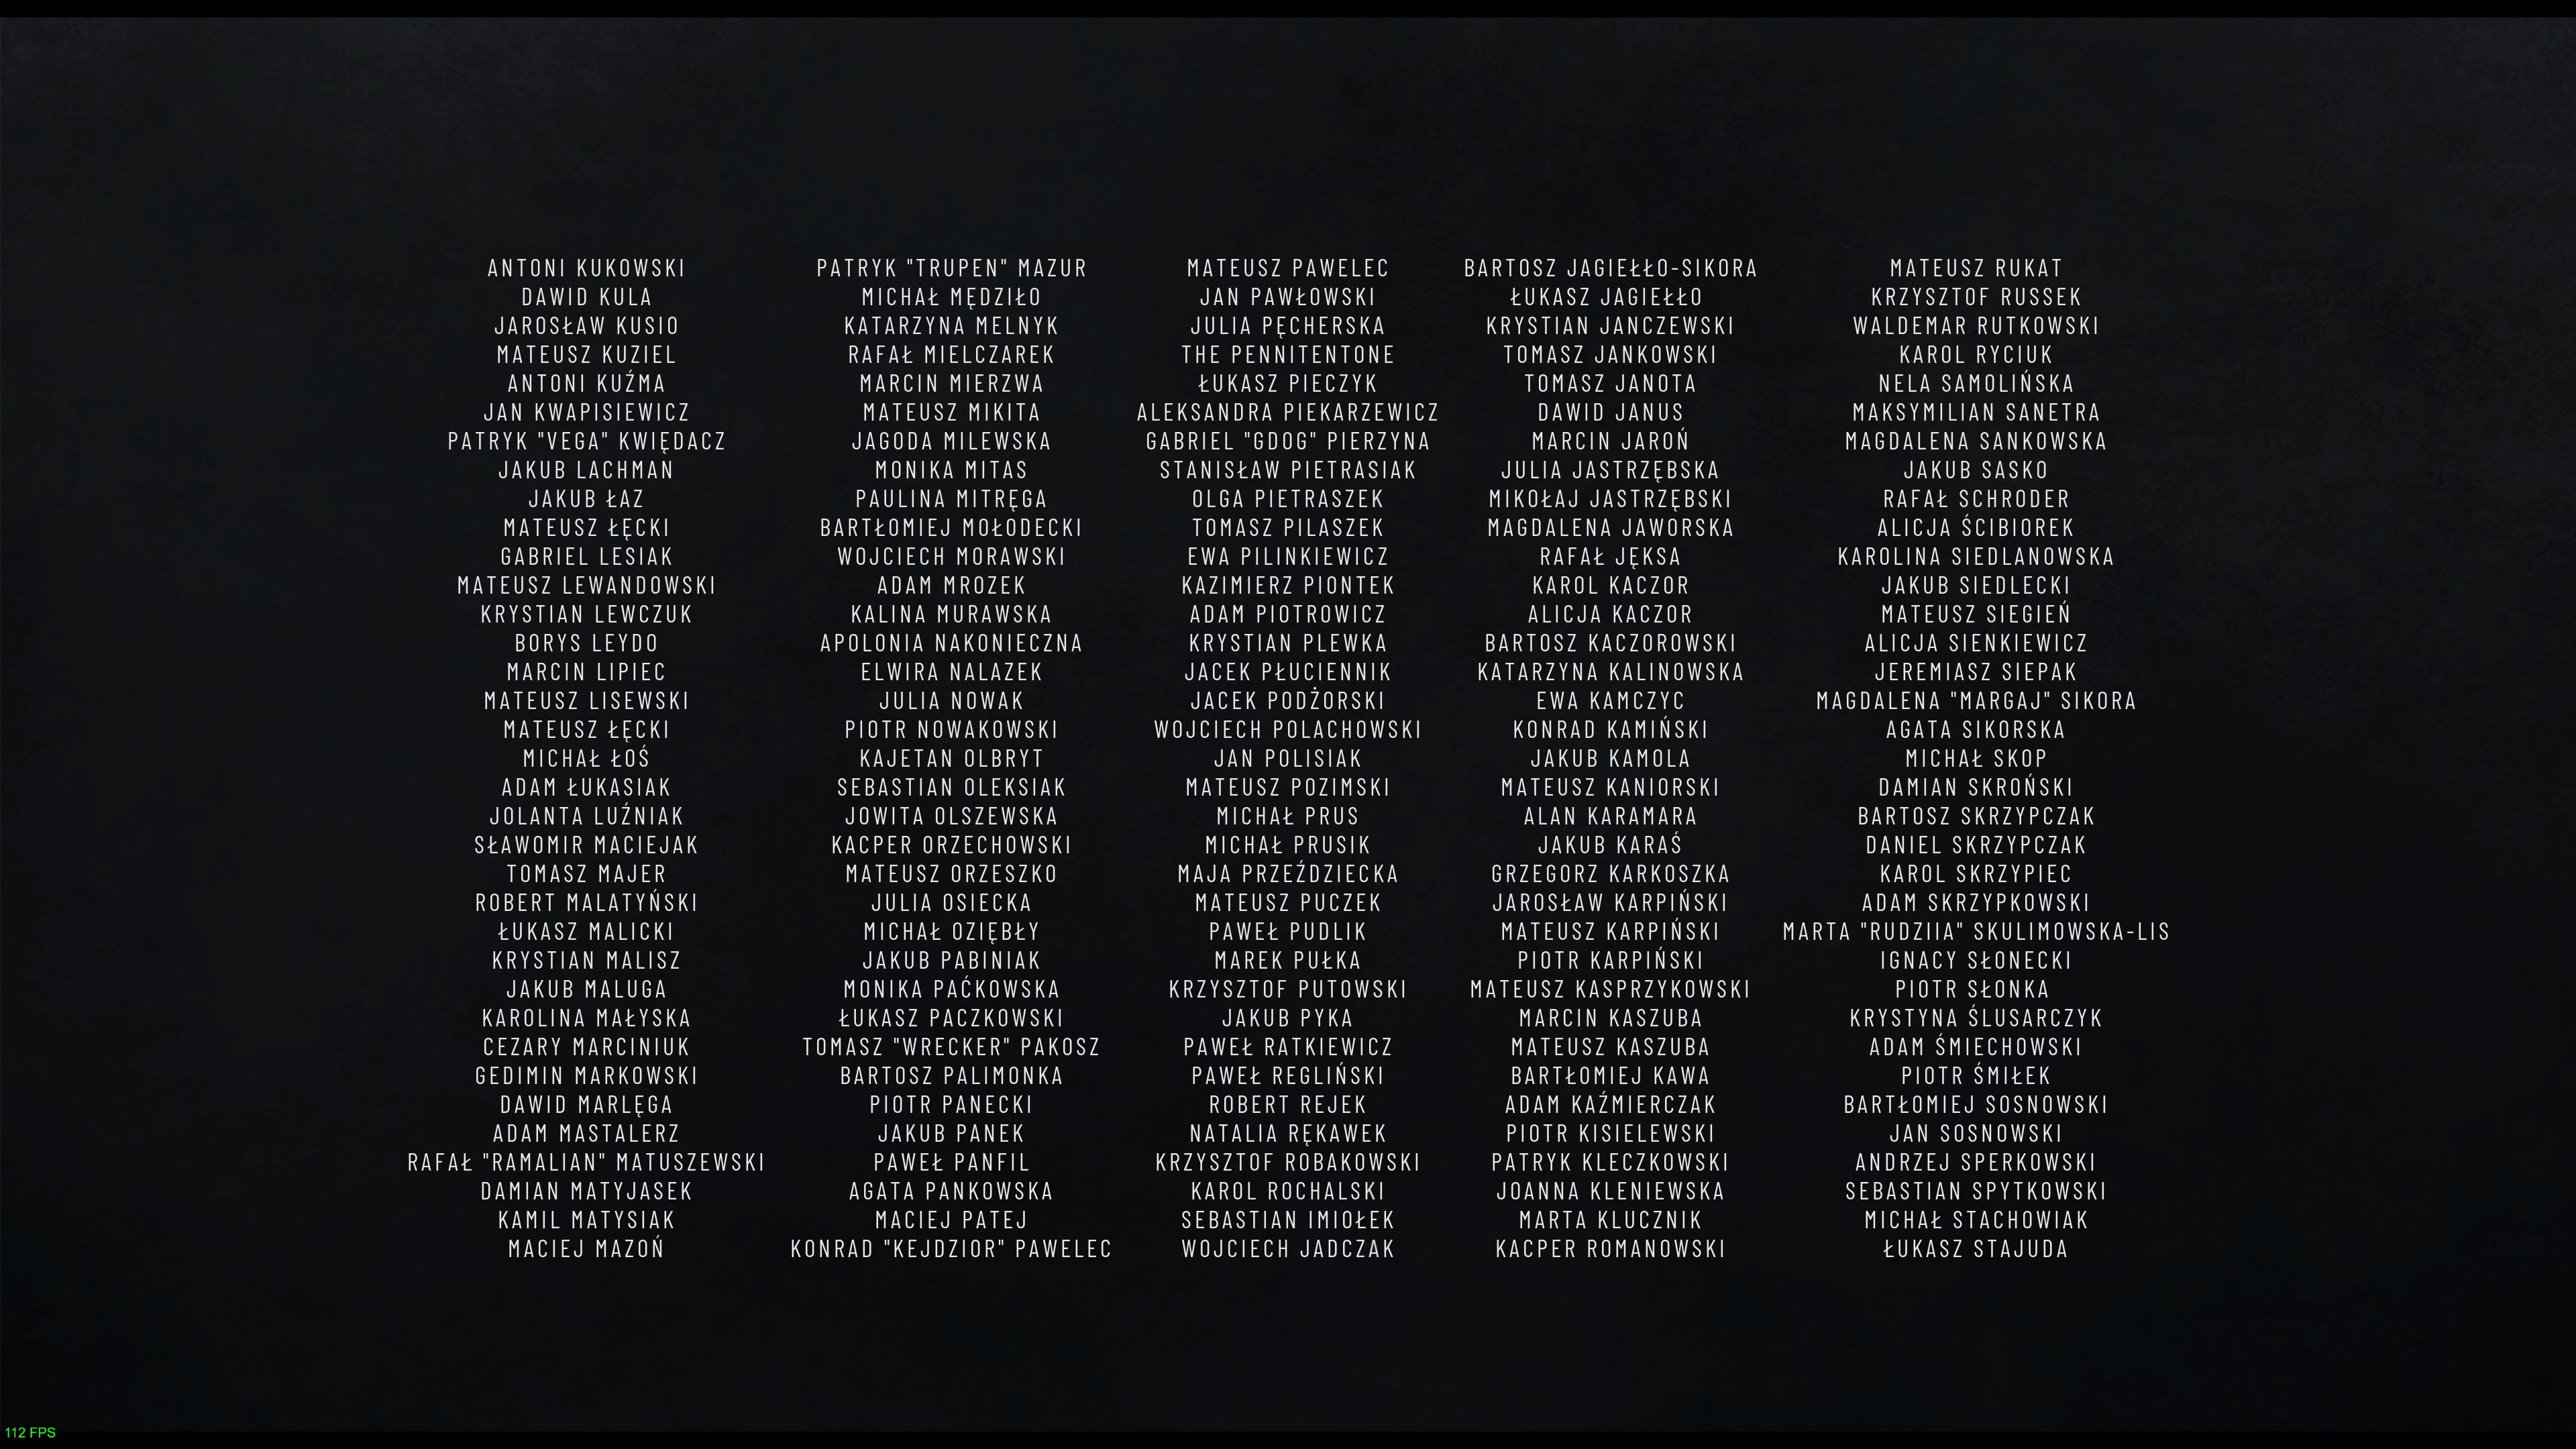 ANTONI KUKOWSKI
DAWID KULA
JAROSŁAW KUSIO
MATEUSZ KUZIEL
ANTONI KUŹMA
JAN KWAPISIEWICZ
PATRYK "VEGA" KWIĘDACZ
JAKUB LACHMAN
JAKUB ŁAZ
MATEUSZ ŁĘCKI
GABRIEL LESIAK
MATEUSZ LEWANDOWSKI
KRYSTIAN LEWCZUK
BORYS LEYDO
MARCIN LIPIEC
MATEUSZ LISEWSKI
MATEUSZ ŁĘCKI
MICHAŁ ŁOŚ
ADAM ŁUKASIAK
JOLANTA LUŹNIAK
SŁAWOMIR MACIEJAK
TOMASZ MAJER
ROBERT MALATYŃSKI
ŁUKASZ MALICKI
KRYSTIAN MALISZ
JAKUB MALUGA
KAROLINA MAŁYSKA
CEZARY MARCINIUK
GEDIMIN MARKOWSKI
DAWID MARLĘGA
ADAM MASTALERZ
RAFAŁ "RAMALIAN" MATUSZEWSKI
DAMIAN MATYJASEK
KAMIL MATYSIAK
MACIEJ MAZOŃ
PATRYK "TRUPEN" MAZUR
MICHAŁ MĘDZIŁO
KATARZYNA MELNYK
RAFAŁ MIELCZAREK
MARCIN MIERZWA
MATEUSZ MIKITA
JAGODA MILEWSKA
MONIKA MITAS
PAULINA MITRĘGA
BARTŁOMIEJ MOŁODECKI
WOJCIECH MORAWSKI
ADAM MROZEK
KALINA MURAWSKA
APOLONIA NAKONIECZNA
ELWIRA NALAZEK
JULIA NOWAK
PIOTR NOWAKOWSKI
KAJETAN OLBRYT
SEBASTIAN OLEKSIAK
JOWITA OLSZEWSKA
KACPER ORZECHOWSKI
MATEUSZ ORZESZKO
JULIA OSIECKA
MICHAŁ OZIĘBŁY
JAKUB PABINIAK
MONIKA PAĆKOWSKA
ŁUKASZ PACZKOWSKI
TOMASZ "WRECKER" PAKOSZ
BARTOSZ PALIMONKA
PIOTR PANECKI
JAKUB PANEK
PAWEŁ PANFIL
AGATA PANKOWSKA
MACIEJ PATEJ
KONRAD "KEJDZIOR" PAWELEC
MATEUSZ PAWELEC
JAN PAWŁOWSKI
JULIA PĘCHERSKA
THE PENNITENTONE
ŁUKASZ PIECZYK
ALEKSANDRA PIEKARZEWICZ
GABRIEL "GDOG" PIERZYNA
STANISŁAW PIETRASIAK
OLGA PIETRASZEK
TOMASZ PILASZEK
EWA PILINKIEWICZ
KAZIMIERZ PIONTEK
ADAM PIOTROWICZ
KRYSTIAN PLEWKA
JACEK PŁUCIENNIK
JACEK PODŻORSKI
WOJCIECH POLACHOWSKI
JAN POLISIAK
MATEUSZ POZIMSKI
MICHAŁ PRUS
MICHAŁ PRUSIK
MAJA PRZEŹDZIECKA
MATEUSZ PUCZEK
PAWEŁ PUDLIK
MAREK PUŁKA
KRZYSZTOF PUTOWSKI
JAKUB PYKA
PAWEŁ RATKIEWICZ
PAWEŁ REGLIŃSKI
ROBERT REJEK
NATALIA RĘKAWEK
KRZYSZTOF ROBAKOWSKI
KAROL ROCHALSKI
SEBASTIAN IMIOŁEK
WOJCIECH JADCZAK
BARTOSZ JAGIEŁŁO-SIKORA
ŁUKASZ JAGIEŁŁO
KRYSTIAN JANCZEWSKI
TOMASZ JANKOWSKI
TOMASZ JANOTA
DAWID JANUS
MARCIN JAROŃ
JULIA JASTRZĘBSKA
MIKOŁAJ JASTRZĘBSKI
MAGDALENA JAWORSKA
RAFAŁ JĘKSA
KAROL KACZOR
ALICJA KACZOR
BARTOSZ KACZOROWSKI
KATARZYNA KALINOWSKA
EWA KAMCZYC
KONRAD KAMIŃSKI
JAKUB KAMOLA
MATEUSZ KANIORSKI
ALAN KARAMARA
JAKUB KARAŚ
GRZEGORZ KARKOSZKA
JAROSŁAW KARPIŃSKI
MATEUSZ KARPIŃSKI
PIOTR KARPIŃSKI
MATEUSZ KASPRZYKOWSKI
MARCIN KASZUBA
MATEUSZ KASZUBA
BARTŁOMIEJ KAWA
ADAM KAŹMIERCZAK
PIOTR KISIELEWSKI
PATRYK KLECZKOWSKI
JOANNA KLENIEWSKA
MARTA KLUCZNIK
KACPER ROMANOWSKI
MATEUSZ RUKAT
KRZYSZTOF RUSSEK
WALDEMAR RUTKOWSKI
KAROL RYCIUK
NELA SAMOLIŃSKA
MAKSYMILIAN SANETRA
MAGDALENA SANKOWSKA
JAKUB SASKO
RAFAŁ SCHRODER
ALICJA ŚCIBIOREK
KAROLINA SIEDLANOWSKA
JAKUB SIEDLECKI
MATEUSZ SIEGIEŃ
ALICJA SIENKIEWICZ
JEREMIASZ SIEPAK
MAGDALENA "MARGAJ" SIKORA
AGATA SIKORSKA
MICHAŁ SKOP
DAMIAN SKROŃSKI
BARTOSZ SKRZYPCZAK
DANIEL SKRZYPCZAK
KAROL SKRZYPIEC
ADAM SKRZYPKOWSKI
MARTA "RUDZIIA" SKULIMOWSKA-LIS
IGNACY SŁONECKI
PIOTR SŁONKA
KRYSTYNA ŚLUSARCZYK
ADAM ŚMIECHOWSKI
PIOTR ŚMIŁEK
BARTŁOMIEJ SOSNOWSKI
JAN SOSNOWSKI
ANDRZEJ SPERKOWSKI
SEBASTIAN SPYTKOWSKI
MICHAŁ STACHOWIAK
ŁUKASZ STAJUDA
112 FPS